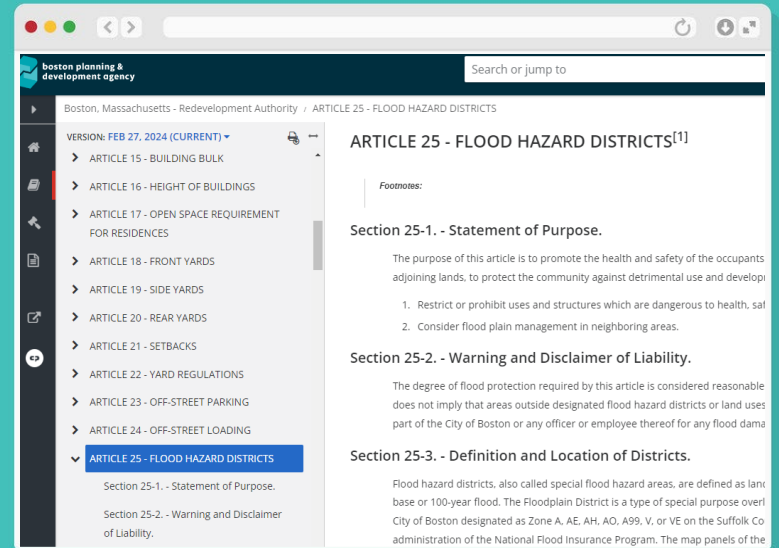 boston planning &
development agency
Search or jump to
Boston, Massachusetts - Redevelopment Authority / ARTICLE 25 - FLOOD HAZARD DISTRICTS
VERSION: FEB 27, 2024 (CURRENT)
ARTICLE 15 - BUILDING BULK
ARTICLE 16 - HEIGHT OF BUILDINGS
ARTICLE 17 - OPEN SPACE REQUIREMENT
FOR RESIDENCES
ARTICLE 18 - FRONT YARDS
ARTICLE 19 - SIDE YARDS
ARTICLE 20 - REAR YARDS
ARTICLE 21 - SETBACKS
ARTICLE 22 - YARD REGULATIONS
ARTICLE 23 - OFF-STREET PARKING
ARTICLE 24 - OFF-STREET LOADING
ARTICLE 25 - FLOOD HAZARD DISTRICTS
Section 25-1. - Statement of Purpose.
Section 25-2. - Warning and Disclaimer
of Liability.
ARTICLE 25 - FLOOD HAZARD DISTRICTS[1]
Footnotes:
Section 25-1. - Statement of Purpose.
The purpose of this article is to promote the health and safety of the occupants
adjoining lands, to protect the community against detrimental use and
1. Restrict or prohibit uses and structures which are dangerous to health,
2. Consider flood plain management in neighboring areas.
Section 25-2. - Warning and Disclaimer of Liability.
The degree of flood protection required by this article is considered reasonable
does not imply that areas outside designated flood hazard districts or land uses
part of the City of Boston or any officer or employee thereof for any flood
Section 25-3. - Definition and Location of Districts.
Flood hazard districts, also called special flood hazard areas, are defined as
base or 100-year flood. The Floodplain District is a type of special purpose
City of Boston designated as Zone A, AE, AH, AO, A99, V, or VE on the Suffolk
administration of the National Flood Insurance Program. The map panels of the